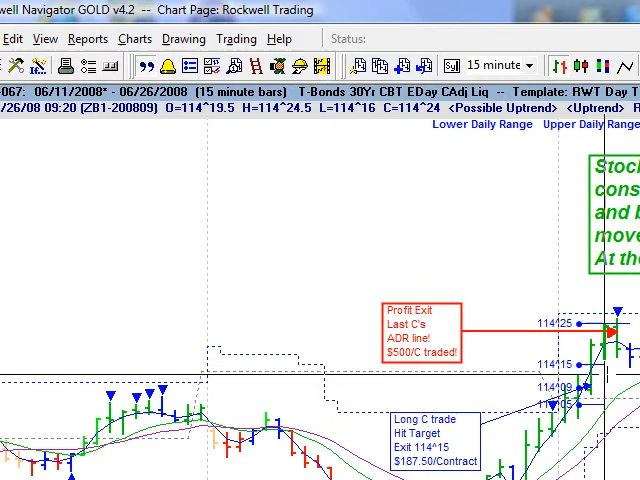 well Navigator GOLD v4.2 -- Chart Page: Rockwell Trading
Edit View Reports Charts Drawing Trading Help Status:
15 minute
-067: 06/11/2008* - 06/26/2008 (15 minute bars) T-Bonds 30Yr CBT EDay CAdj Liq -- Template: RWT Day T
/26/08 09:20 (ZB1-200809) O=114^19.5 H=114^24.5 L=114^16 C=114^24 <Possible Uptrend> <Uptrend> R
Lower Daily Range Upper Daily Range
Stoc
cons
and b
move
At the
Profit Exit
Last C's
ADR line!
$500/C traded!
114^25
114^15
114^09
114^05
Long C trade
Hit Target
Exit 114^15
$187.50/Contract